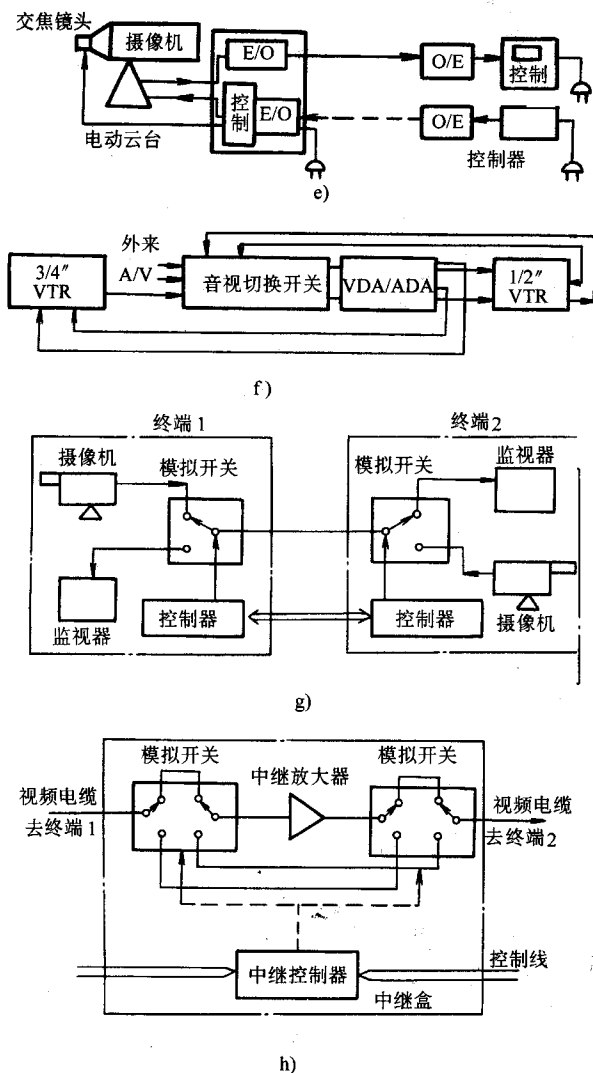 交焦镜头
摄像机
E/O
O/E
控制
控制
E/O
O/E
电动云台
控制器
e)
外来
A/V
3/4″
VTR
音视切换开关
VDA/ADA
1/2″
VTR
f)
终端1
终端2
摄像机
模拟开关
模拟开关
监视器
控制器
控制器
监视器
摄像机
g)
模拟开关
模拟开关
中继放大器
视频电缆
去终端1
视频电缆
去终端2
中继控制器
控制线
中继盒
h)